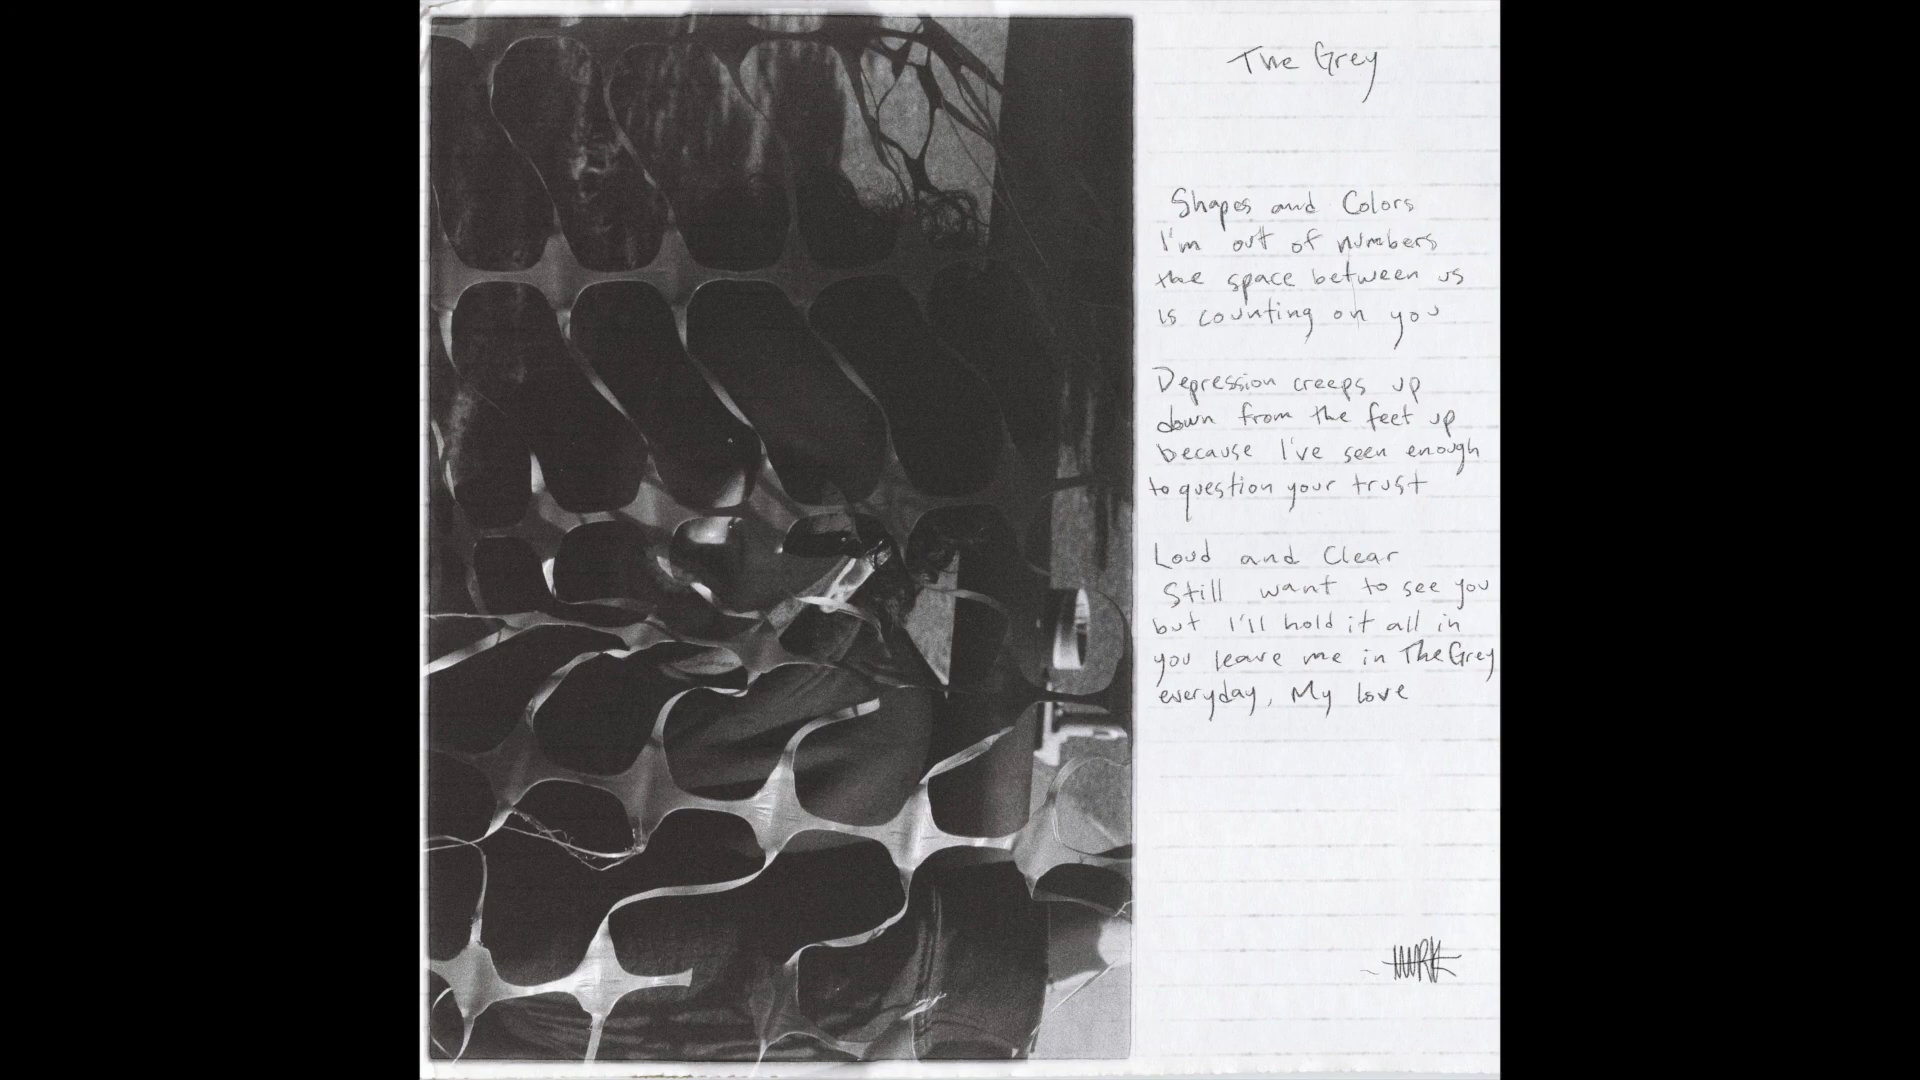 The Grey
Shapes and Colors
I'm out of numbers
the space between us
is counting on you
Depression creeps up
down from the feet up
because I've seen enough
to question your trust
Loud and Clear
Still want to see you
but I'll hold it all in
you leave me in The Grey
everyday, My love